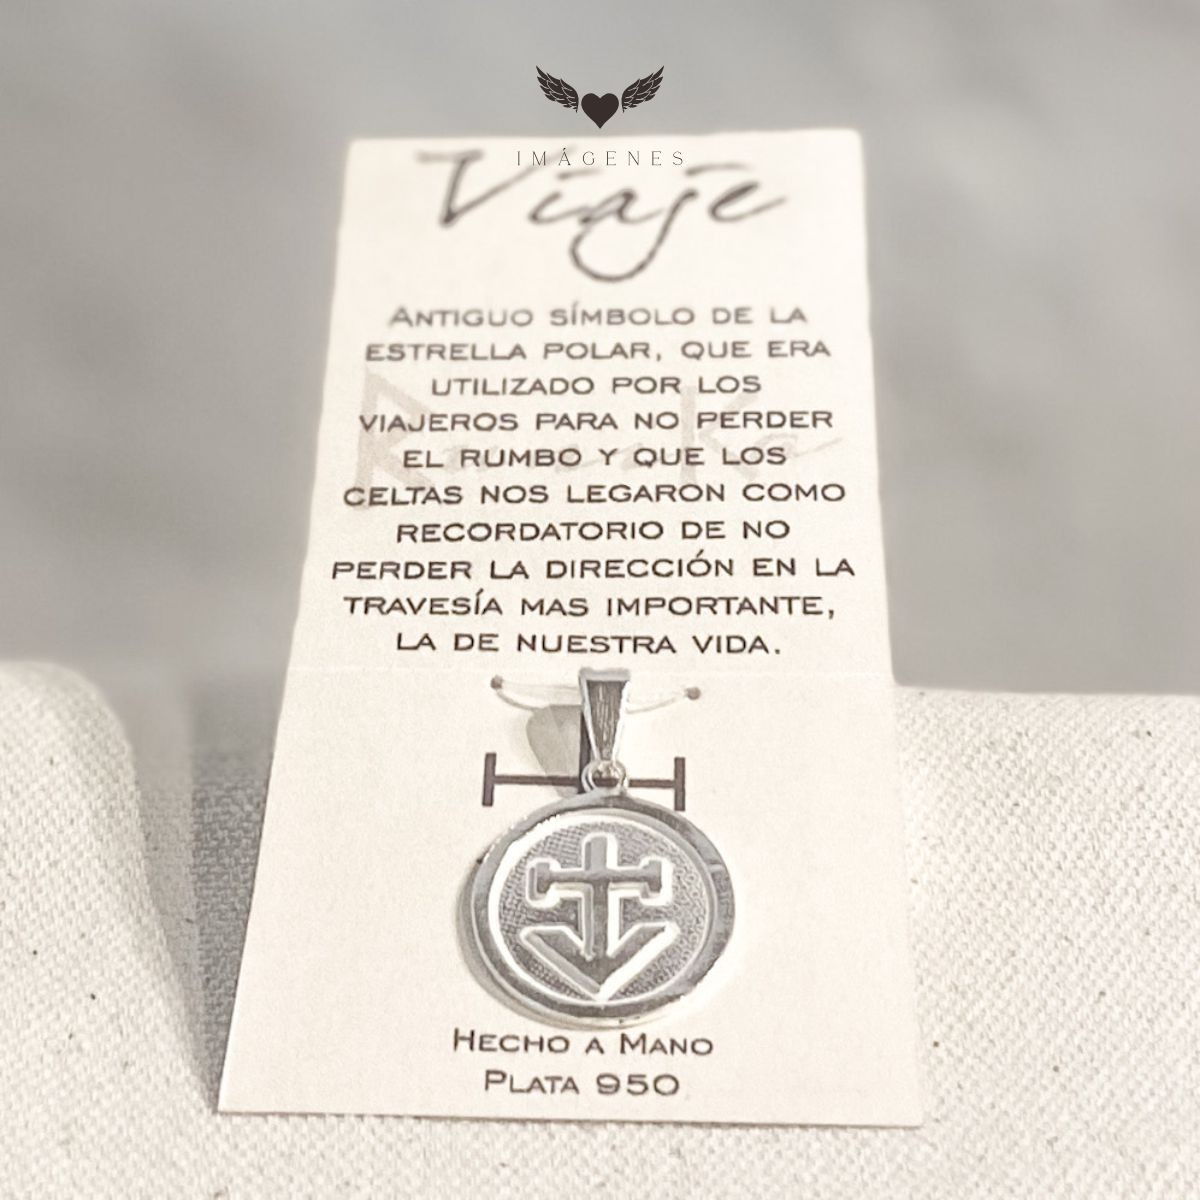 IMÁGENES
Viaje
ANTIGUO SÍMBOLO DE LA
ESTRELLA POLAR, QUE ERA
UTILIZADO POR LOS
VIAJEROS PARA NO PERDER
EL RUMBO Y QUE LOS
CELTAS NOS LEGARON COMO
RECORDATORIO DE NO
PERDER LA DIRECCIÓN EN LA
TRAVESÍA MAS IMPORTANTE,
LA DE NUESTRA VIDA.
HECHO A MANO
PLATA 950